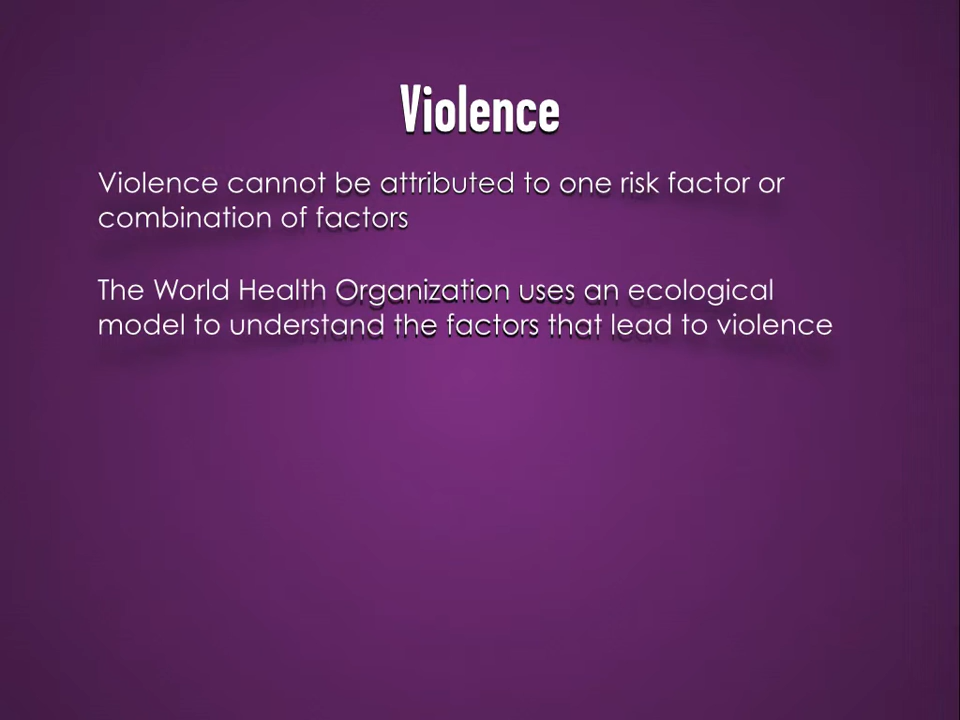 Violence
Violence cannot be attributed to one risk factor or
combination of factors
The World Health Organization uses an ecological
model to understand the factors that lead to violence